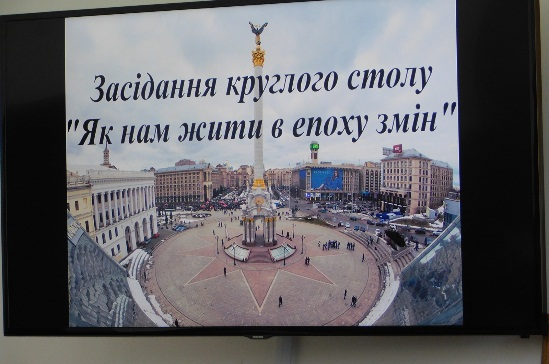 Засідання круглого столу
"Як нам жити в епоху змін"